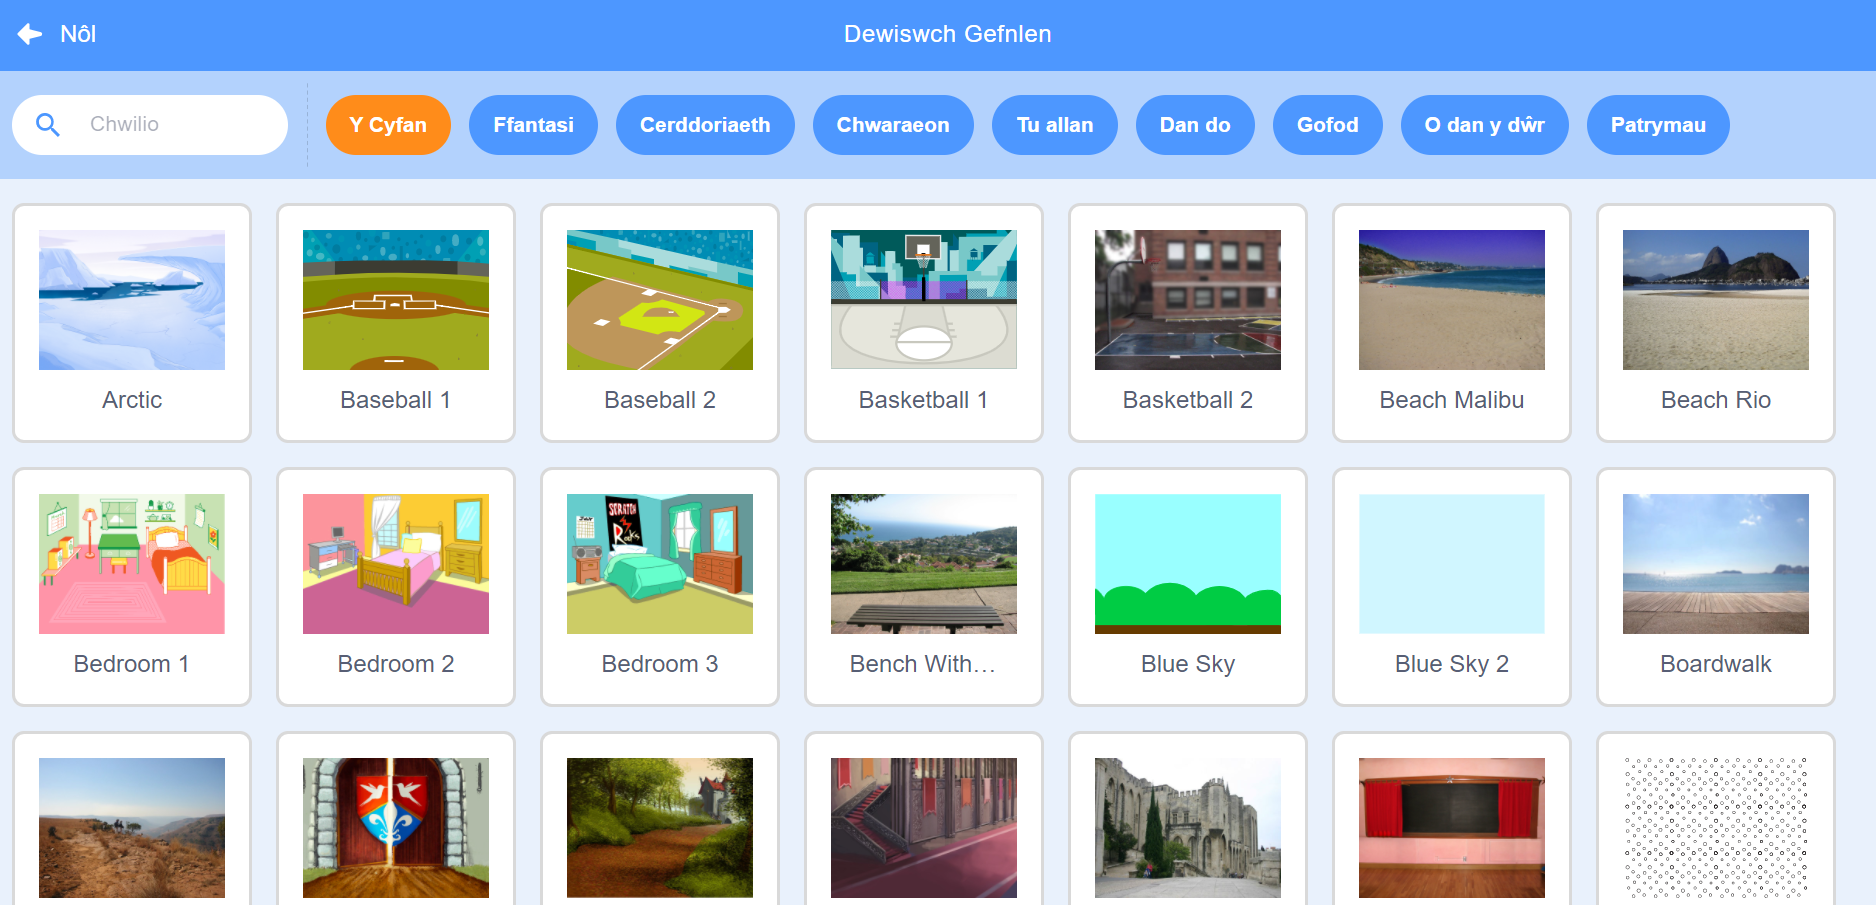 Nôl
Dewiswch Gefnlen
Chwilio
Y Cyfan
Ffantasi
Cerddoriaeth
Chwaraeon
Tu allan
Dan do
Gofod
O dan y dŵr
Patrymau
Arctic
Baseball 1
Baseball 2
Basketball 1
Basketball 2
Beach Malibu
Beach Rio
SCRATCH
Rocks
Bedroom 1
Bedroom 2
Bedroom 3
Bench With...
Blue Sky
Blue Sky 2
Boardwalk